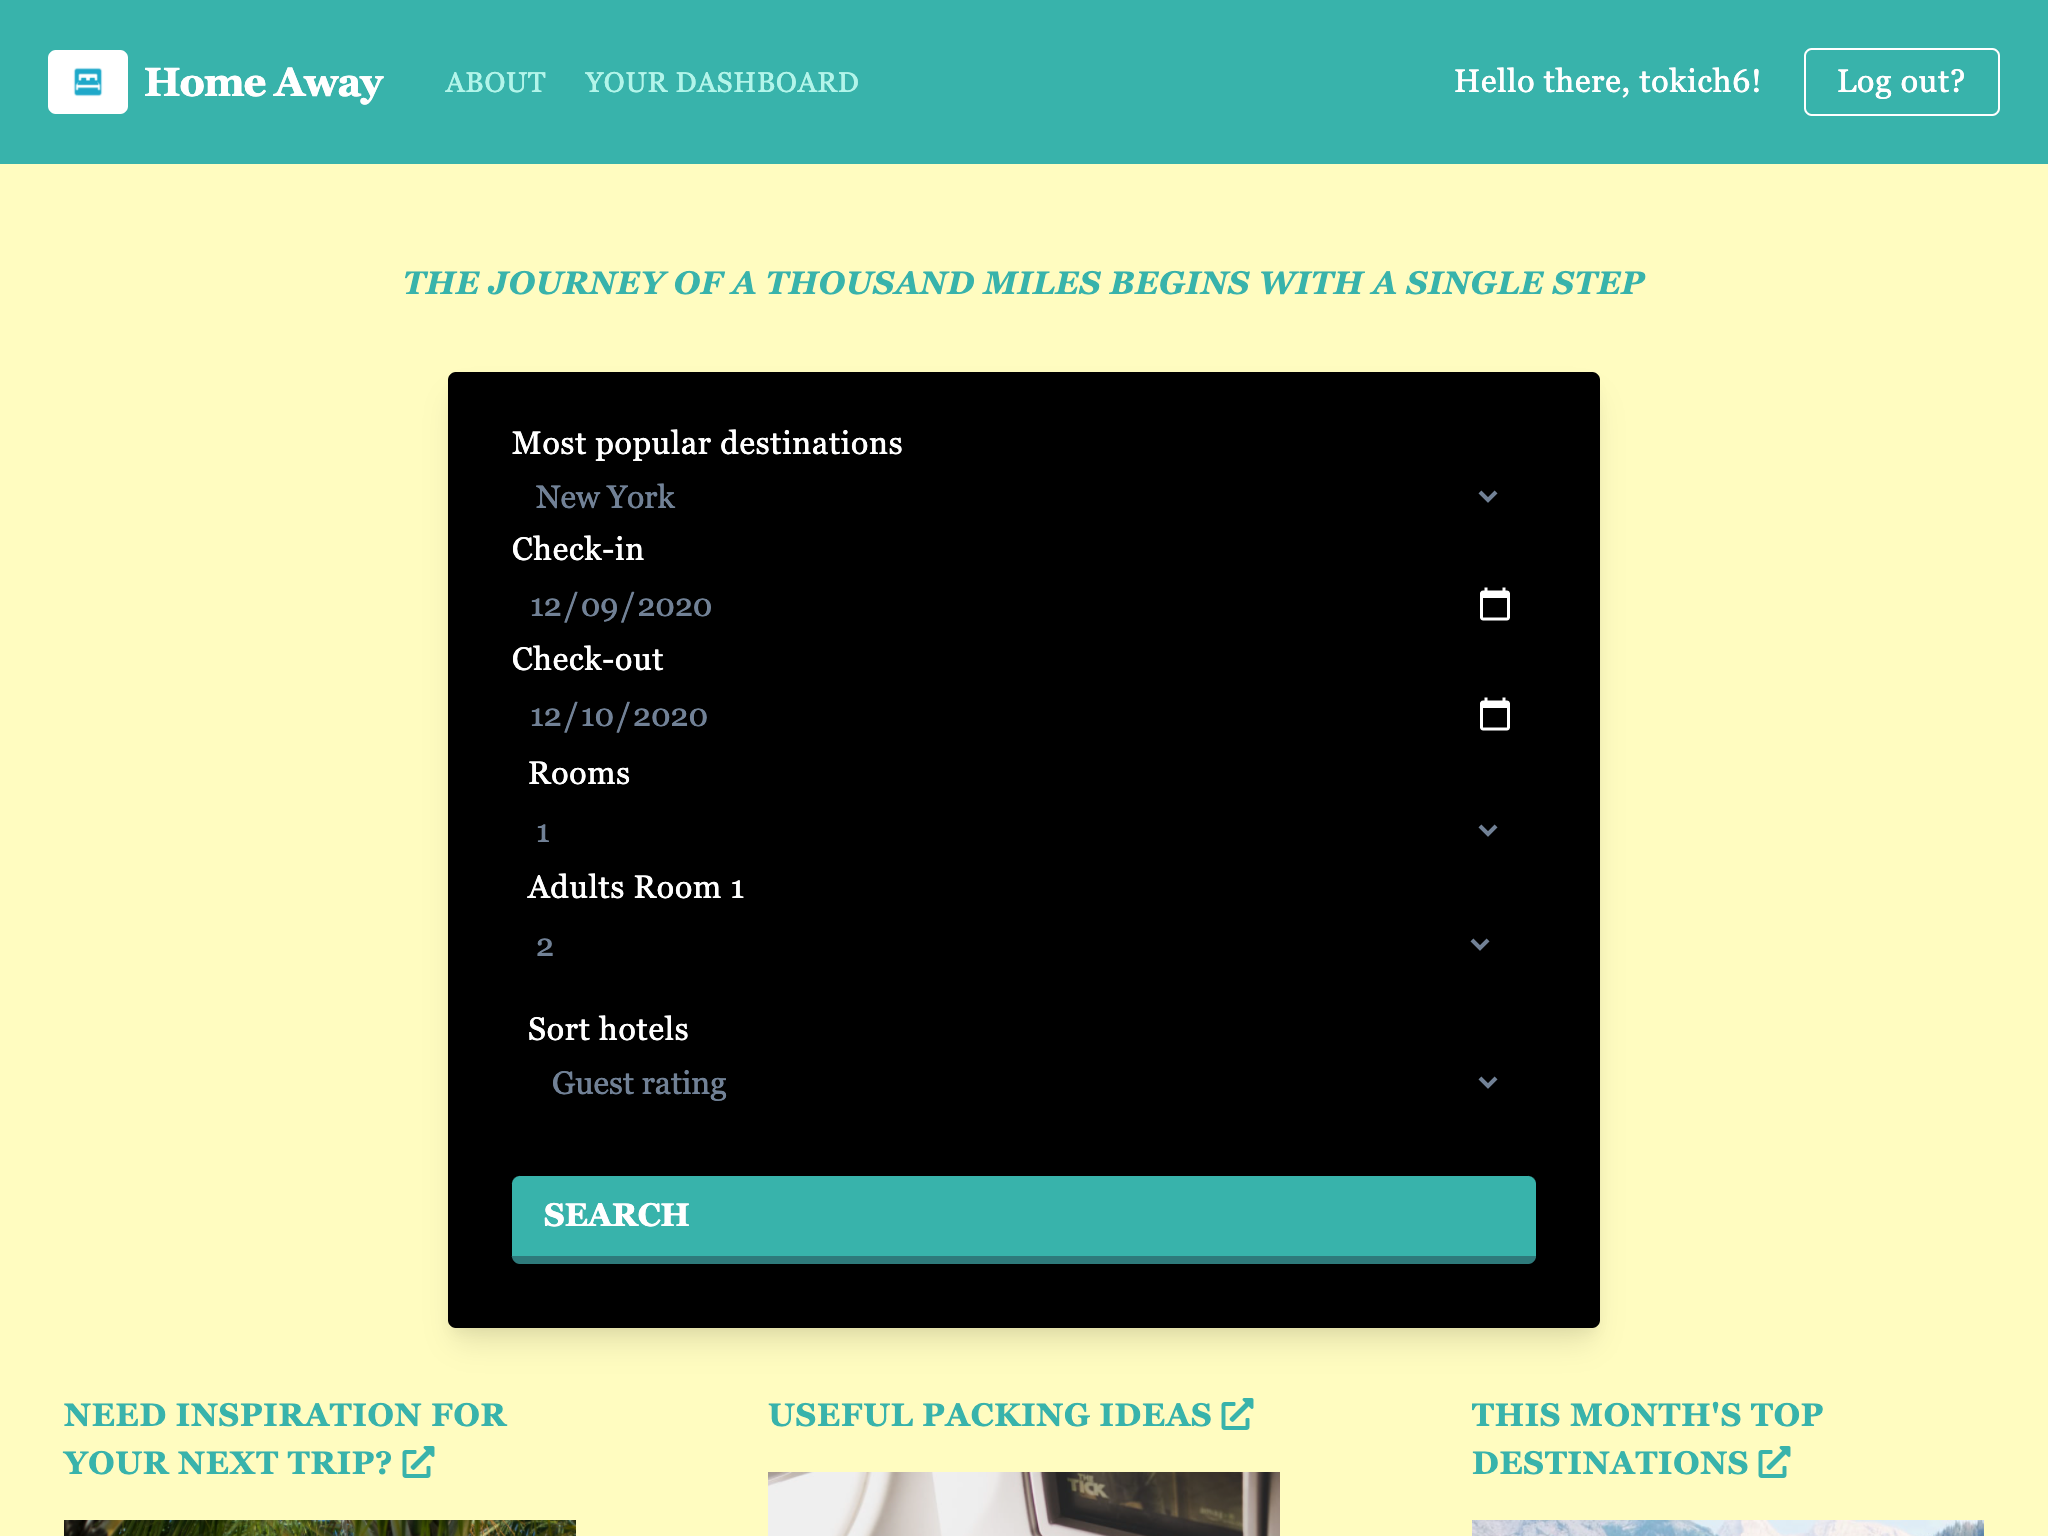 Home Away
ABOUT
YOUR DASHBOARD
Hello there, tokich6!
Log out?
THE JOURNEY OF A THOUSAND MILES BEGINS WITH A SINGLE STEP
Most popular destinations
New York
Check-in
12/09/2020
Check-out
12/10/2020
Rooms
1
Adults Room 1
2
Sort hotels
Guest rating
SEARCH
NEED INSPIRATION FOR
YOUR NEXT TRIP?
USEFUL PACKING IDEAS
THE
TICK
THIS MONTH'S TOP
DESTINATIONS